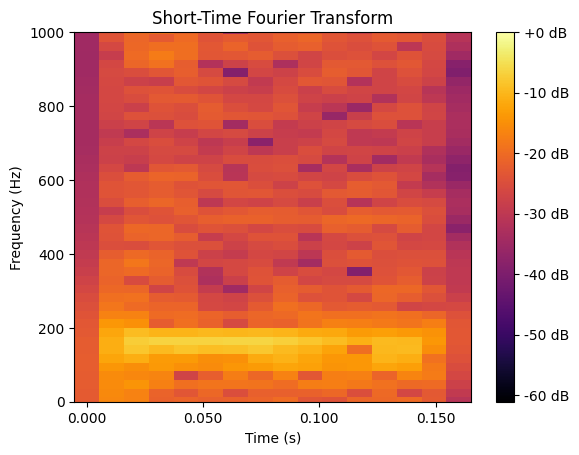 Short-Time Fourier Transform
1000
800
600
400
200
0
Frequency (Hz)
0.000
0.050
0.100
0.150
Time (s)
+0 dB
-10 dB
-20 dB
-30 dB
-40 dB
-50 dB
-60 dB